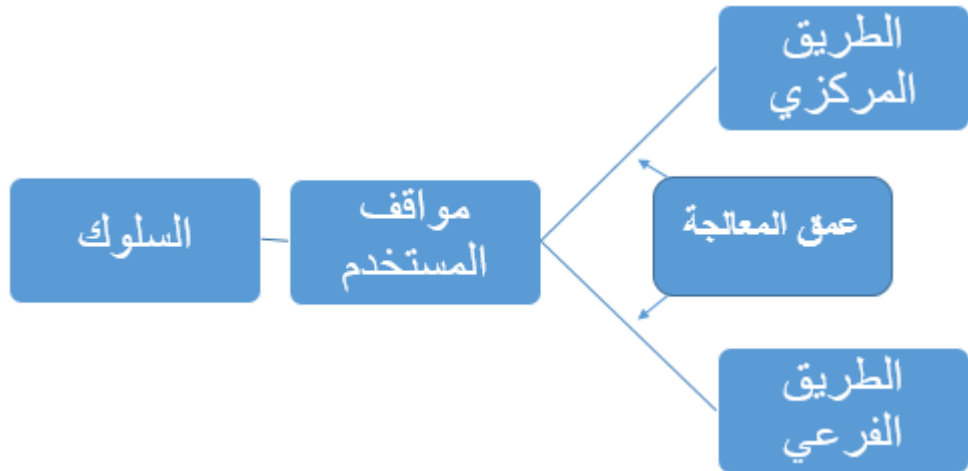 الطريق
المركزي
عمق المعالجة
مواقف
المستخدم
السلوك
الطريق
الفرعي